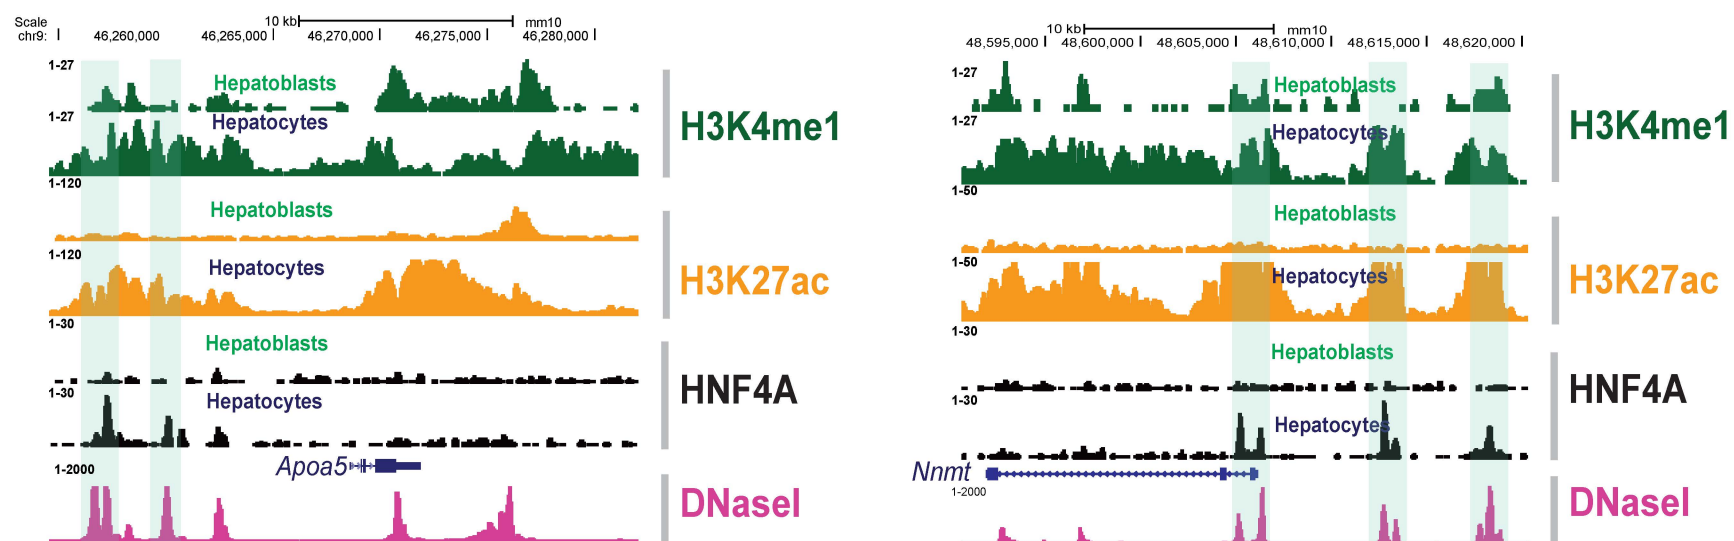 Scale
10 kb
mm10
chr9:
46,260,000
46,265,000
46,270,000
46,275,000
46,280,000
1-27
Hepatoblasts
1-27
Hepatocytes
H3K4me1
1-120
Hepatoblasts
1-120
Hepatocytes
H3K27ac
1-30
Hepatoblasts
1-30
Hepatocytes
HNF4A
Apoa5
1-2000
DNaseI
10 kb
mm10
48,595,000
48,600,000
48,605,000
48,610,000
48,615,000
48,620,000
1-27
Hepatoblasts
1-27
Hepatocytes
H3K4me1
1-50
Hepatoblasts
1-50
Hepatocytes
H3K27ac
1-30
Hepatoblasts
1-30
Hepatocytes
HNF4A
Nnmt
1-2000
DNaseI